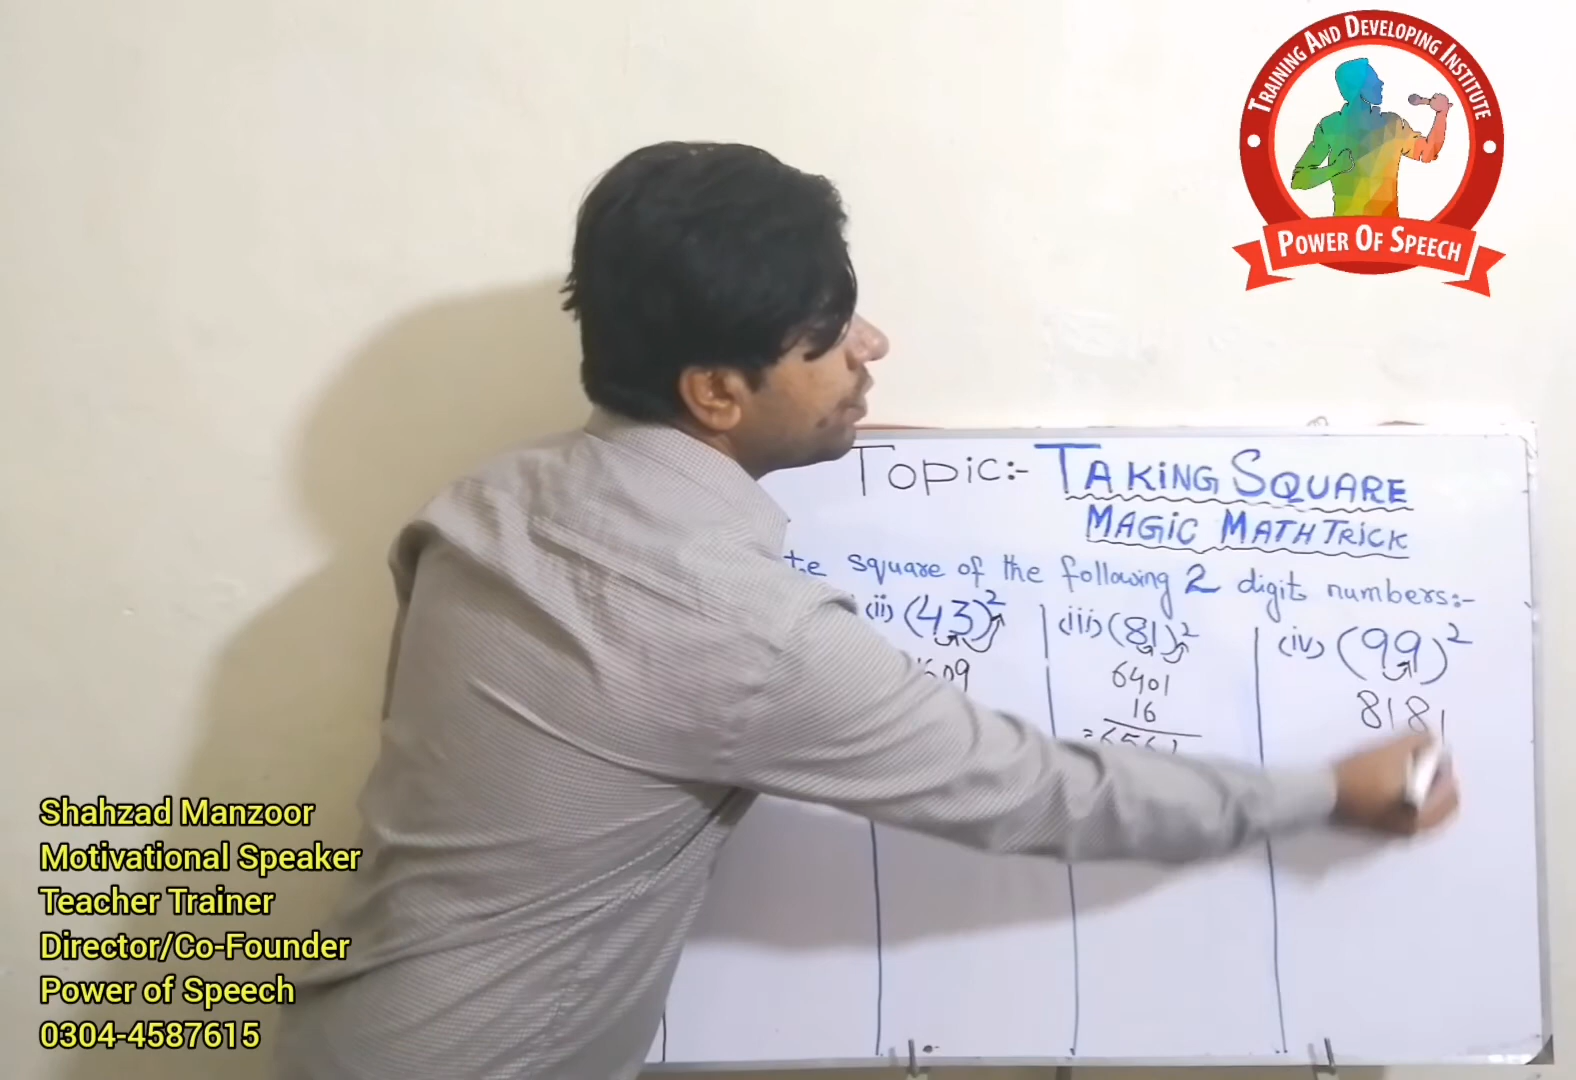 TRAINING AND DEVELOPING INSTITUTE
POWER OF SPEECH
Topic:- TAKING SQUARE
MAGIC MATH TRICK
square of the following 2 digit numbers:-
(ii) (43)²
(iii) (81)²
6401
16
= 6561
(iv) (99)²
8181
Shahzad Manzoor
Motivational Speaker
Teacher Trainer
Director/Co-Founder
Power of Speech
0304-4587615